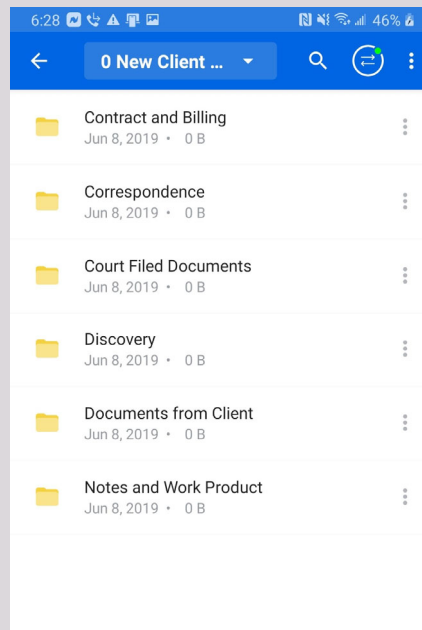 6:28 46%
0 New Client ...
Contract and Billing
Jun 8, 2019 • 0 B
Correspondence
Jun 8, 2019 • 0 B
Court Filed Documents
Jun 8, 2019 • 0 B
Discovery
Jun 8, 2019 • 0 B
Documents from Client
Jun 8, 2019 • 0 B
Notes and Work Product
Jun 8, 2019 • 0 B